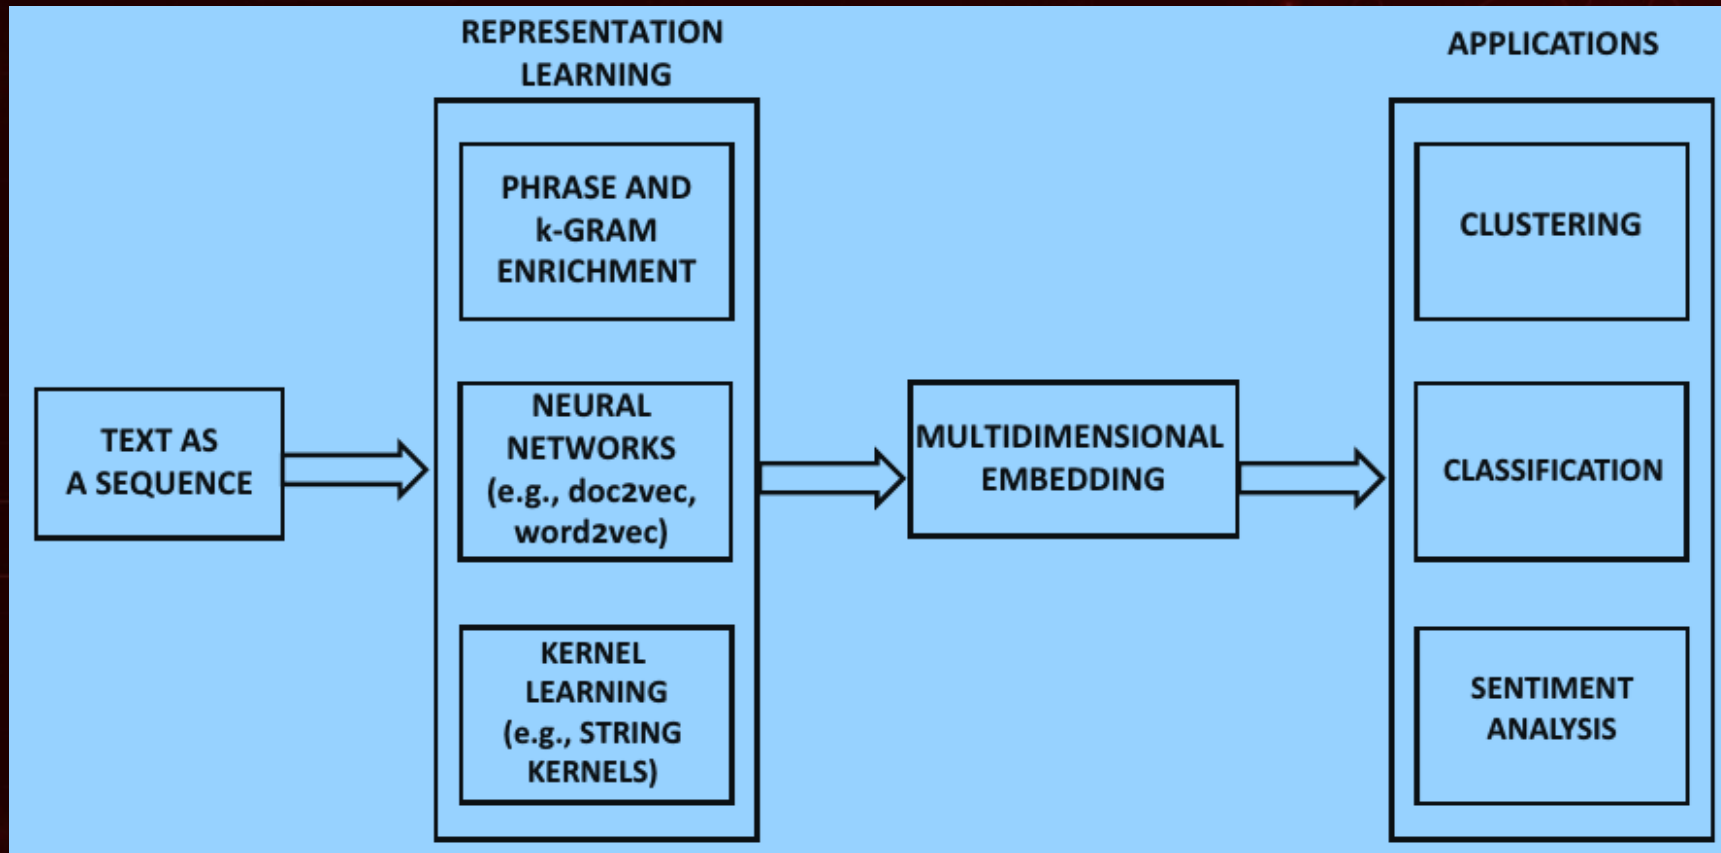 REPRESENTATION
LEARNING
APPLICATIONS
PHRASE AND
k-GRAM
ENRICHMENT
CLUSTERING
TEXT AS
A SEQUENCE
NEURAL
NETWORKS
(e.g., doc2vec,
word2vec)
MULTIDIMENSIONAL
EMBEDDING
CLASSIFICATION
KERNEL
LEARNING
(e.g., STRING
KERNELS)
SENTIMENT
ANALYSIS